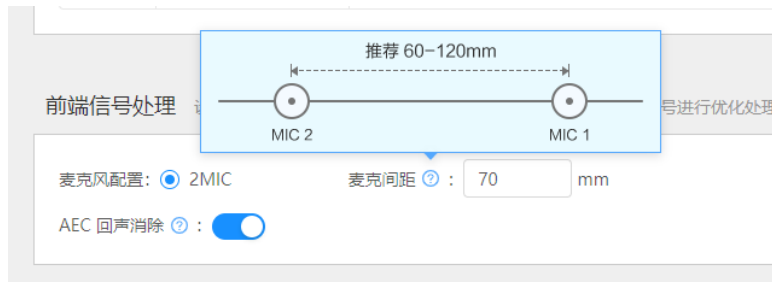 推荐 60-120mm
MIC 2
MIC 1
前端信号处理
号进行优化处理
麦克风配置: 2MIC
麦克间距 ? : 70 mm
AEC 回声消除 ? :